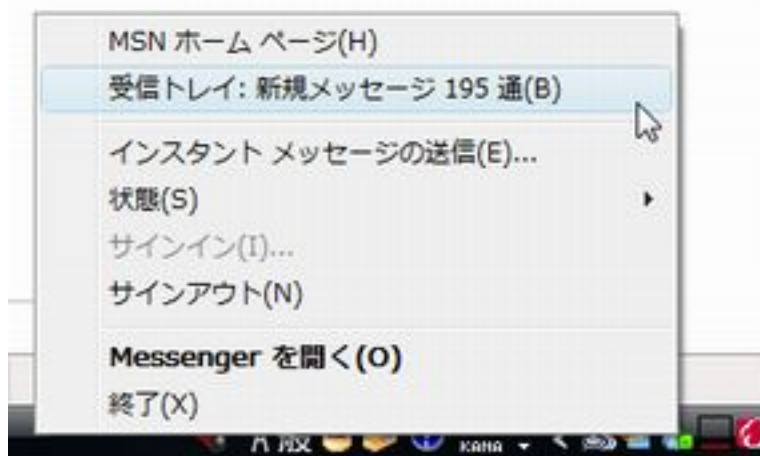 MSN ホーム ページ(H)
受信トレイ: 新規メッセージ 195 通(B)
インスタント メッセージの送信(E)...
状態(S)
サインイン(I)...
サインアウト(N)
Messenger を開く(O)
終了(X)
KANA